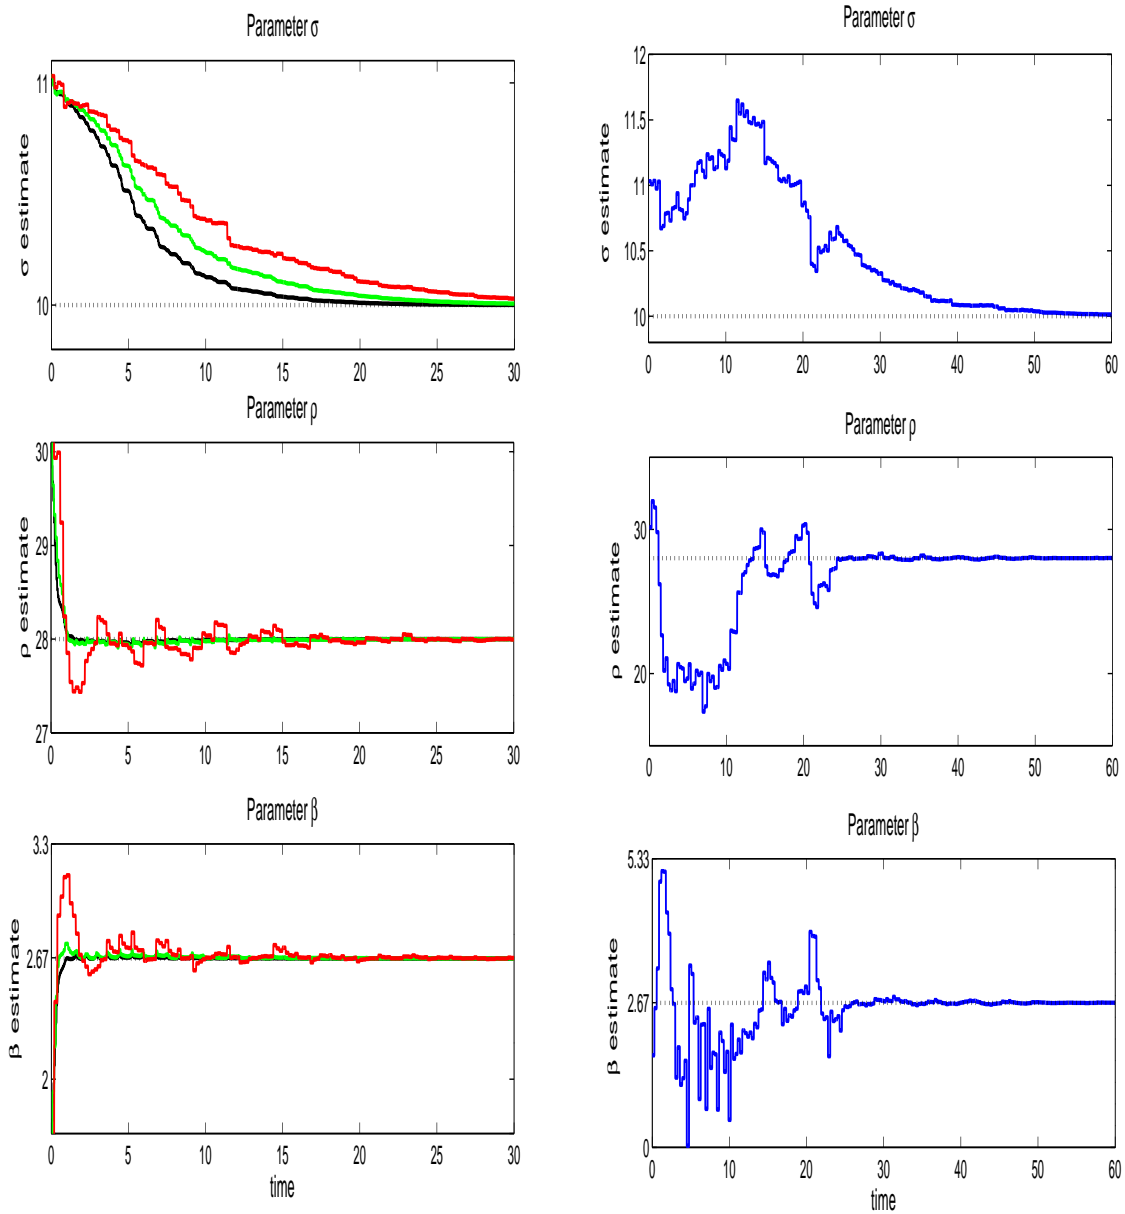 Parameter σ
σ estimate
11
10
0 5 10 15 20 25 30
Parameter ρ
ρ estimate
30
29
28
27
0 5 10 15 20 25 30
Parameter β
β estimate
3.3
2.67
2
0 5 10 15 20 25 30
time
Parameter σ
σ estimate
12
11.5
11
10.5
10
0 10 20 30 40 50 60
Parameter ρ
ρ estimate
30
20
0 10 20 30 40 50 60
Parameter β
β estimate
5.33
2.67
0
0 10 20 30 40 50 60
time